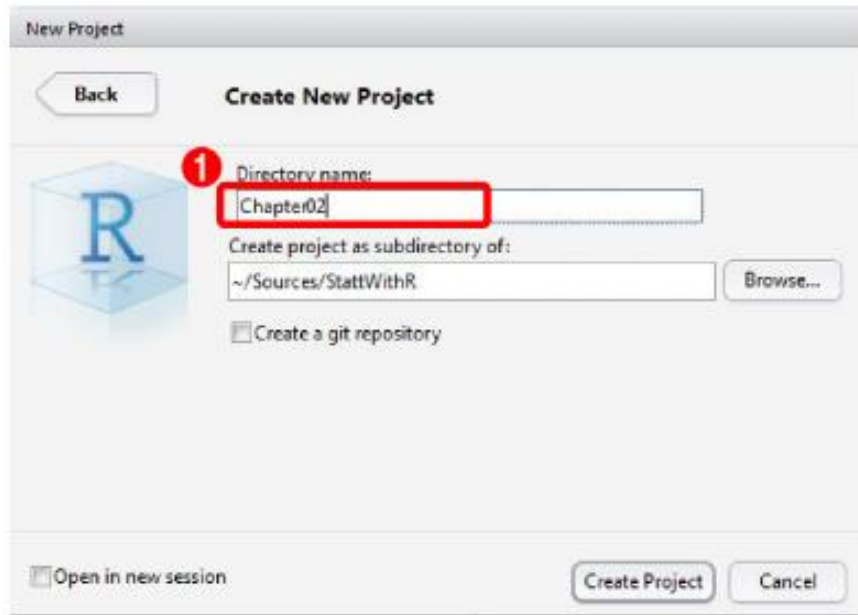 New Project
Back
Create New Project
1
Directory name:
Chapter02
Create project as subdirectory of:
~/Sources/StattWithR
Browse...
R
Create a git repository
Open in new session
Create Project
Cancel